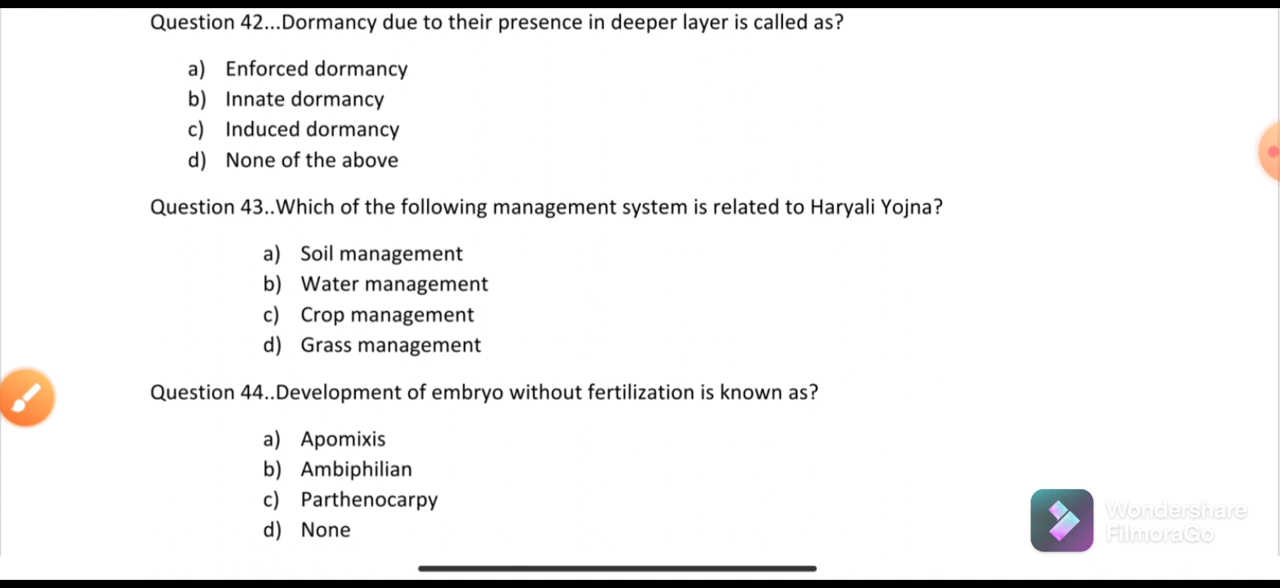 Question 42...Dormancy due to their presence in deeper layer is called as?
a) Enforced dormancy
b) Innate dormancy
c) Induced dormancy
d) None of the above
Question 43..Which of the following management system is related to Haryali Yojna?
a) Soil management
b) Water management
c) Crop management
d) Grass management
Question 44..Development of embryo without fertilization is known as?
a) Apomixis
b) Ambiphilian
c) Parthenocarpy
d) None
Wondershare
FilmoraGo